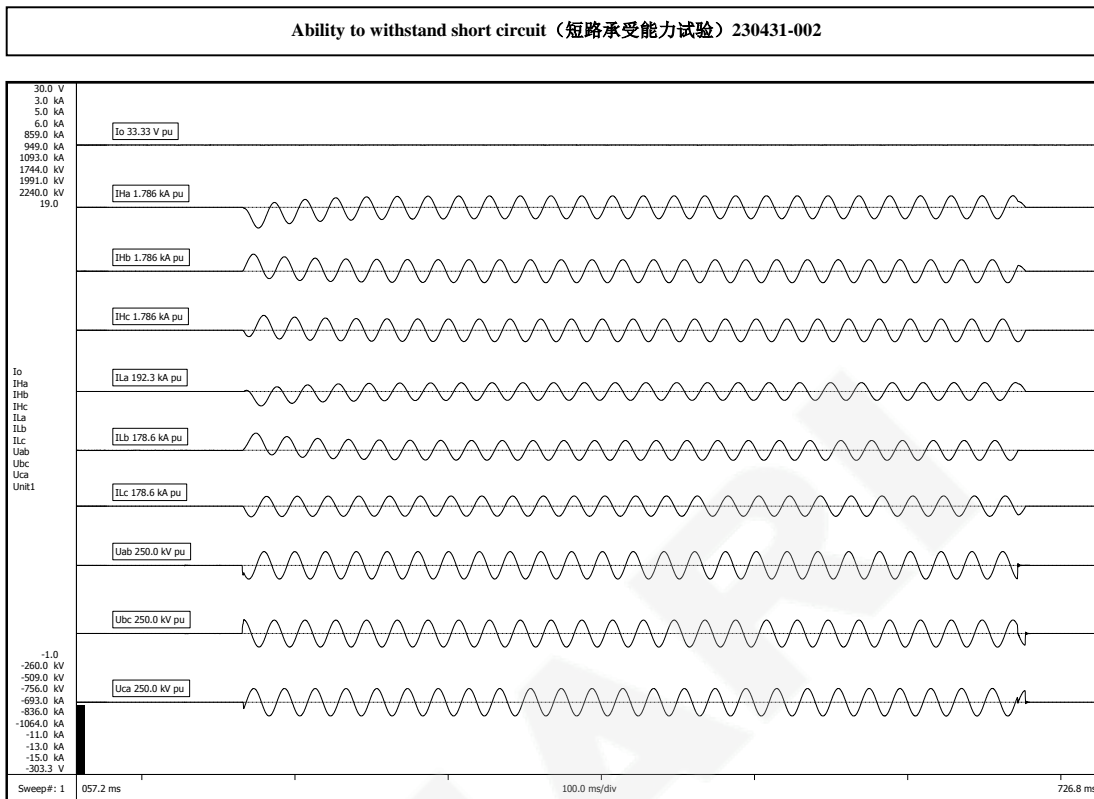 Ability to withstand short circuit（短路承受能力试验）230431-002
30.0 V
3.0 kA
5.0 kA
6.0 kA
859.0 kA
949.0 kA
1093.0 kA
1744.0 kV
1991.0 kV
2240.0 kV
19.0
Io 33.33 V pu
IHa 1.786 kA pu
IHb 1.786 kA pu
IHc 1.786 kA pu
ILa 192.3 kA pu
ILb 178.6 kA pu
ILc 178.6 kA pu
Uab 250.0 kV pu
Ubc 250.0 kV pu
Uca 250.0 kV pu
Io
IHa
IHb
IHc
ILa
ILb
ILc
Uab
Ubc
Uca
Unit1
-1.0
-260.0 kV
-509.0 kV
-756.0 kV
-693.0 kA
-836.0 kA
-1064.0 kA
-11.0 kA
-13.0 kA
-15.0 kA
-303.3 V
Sweep#: 1 057.2 ms 100.0 ms/div 726.8 ms